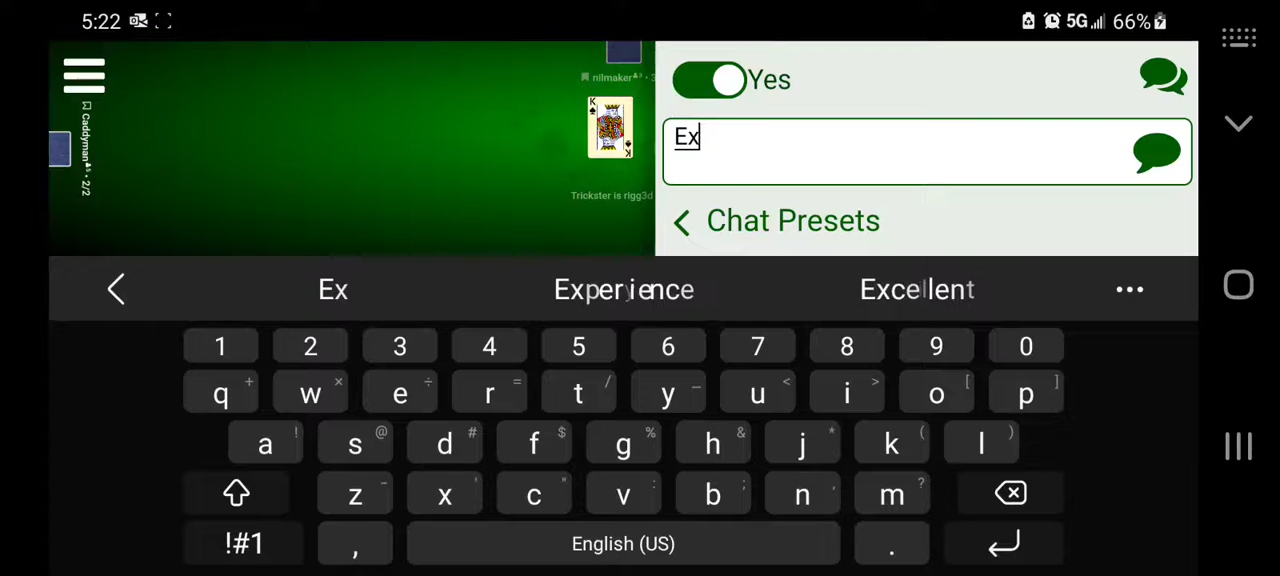 5:22
5G 66%
nilmaker
Caddyman 2/2
K
K
Trickster is rigg3d
Yes
Ex
Chat Presets
Ex Experience Excellent
1 2 3 4 5 6 7 8 9 0
q + w × e ÷ r = t / y _ u < i > o [ p ]
a ! s @ d # f $ g % h & j * k ( l )
z - x ' c " v : b ; n , m ?
!#1 , English (US) .